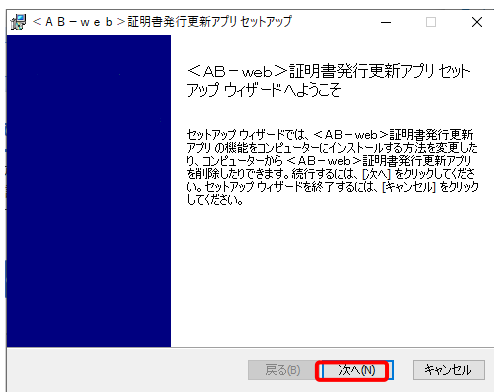 ＜ＡＢ－ｗｅｂ＞証明書発行更新アプリ セットアップ
＜ＡＢ－ｗｅｂ＞証明書発行更新アプリ セット
アップ ウィザードへようこそ
セットアップ ウィザードでは、＜ＡＢ－ｗｅｂ＞証明書発行更新
アプリ の機能をコンピューターにインストールする方法を変更した
り、コンピューターから ＜ＡＢ－ｗｅｂ＞証明書発行更新アプリ
を削除したりできます。続行するには、[次へ] をクリックしてくださ
い。セットアップ ウィザードを終了するには、[キャンセル] をクリック
してください。
戻る(B) 次へ(N) キャンセル